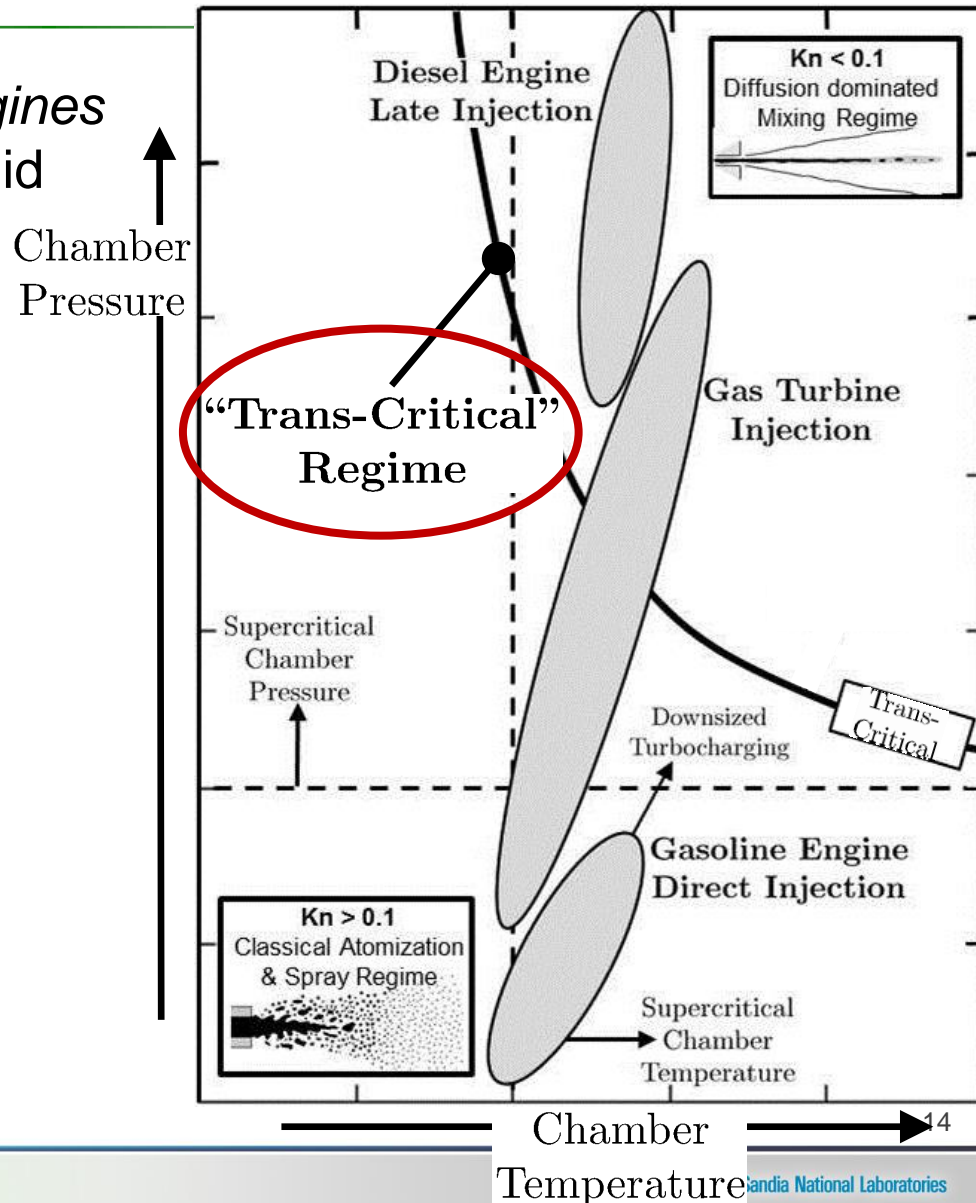 gines
id
Chamber
Pressure
Diesel Engine
Late Injection
Kn < 0.1
Diffusion dominated
Mixing Regime
“Trans-Critical”
Regime
Gas Turbine
Injection
Supercritical
Chamber
Pressure
Trans-
Critical
Downsized
Turbocharging
Gasoline Engine
Direct Injection
Kn > 0.1
Classical Atomization
& Spray Regime
Supercritical
Chamber
Temperature
Chamber
Temperature
14
Sandia National Laboratories